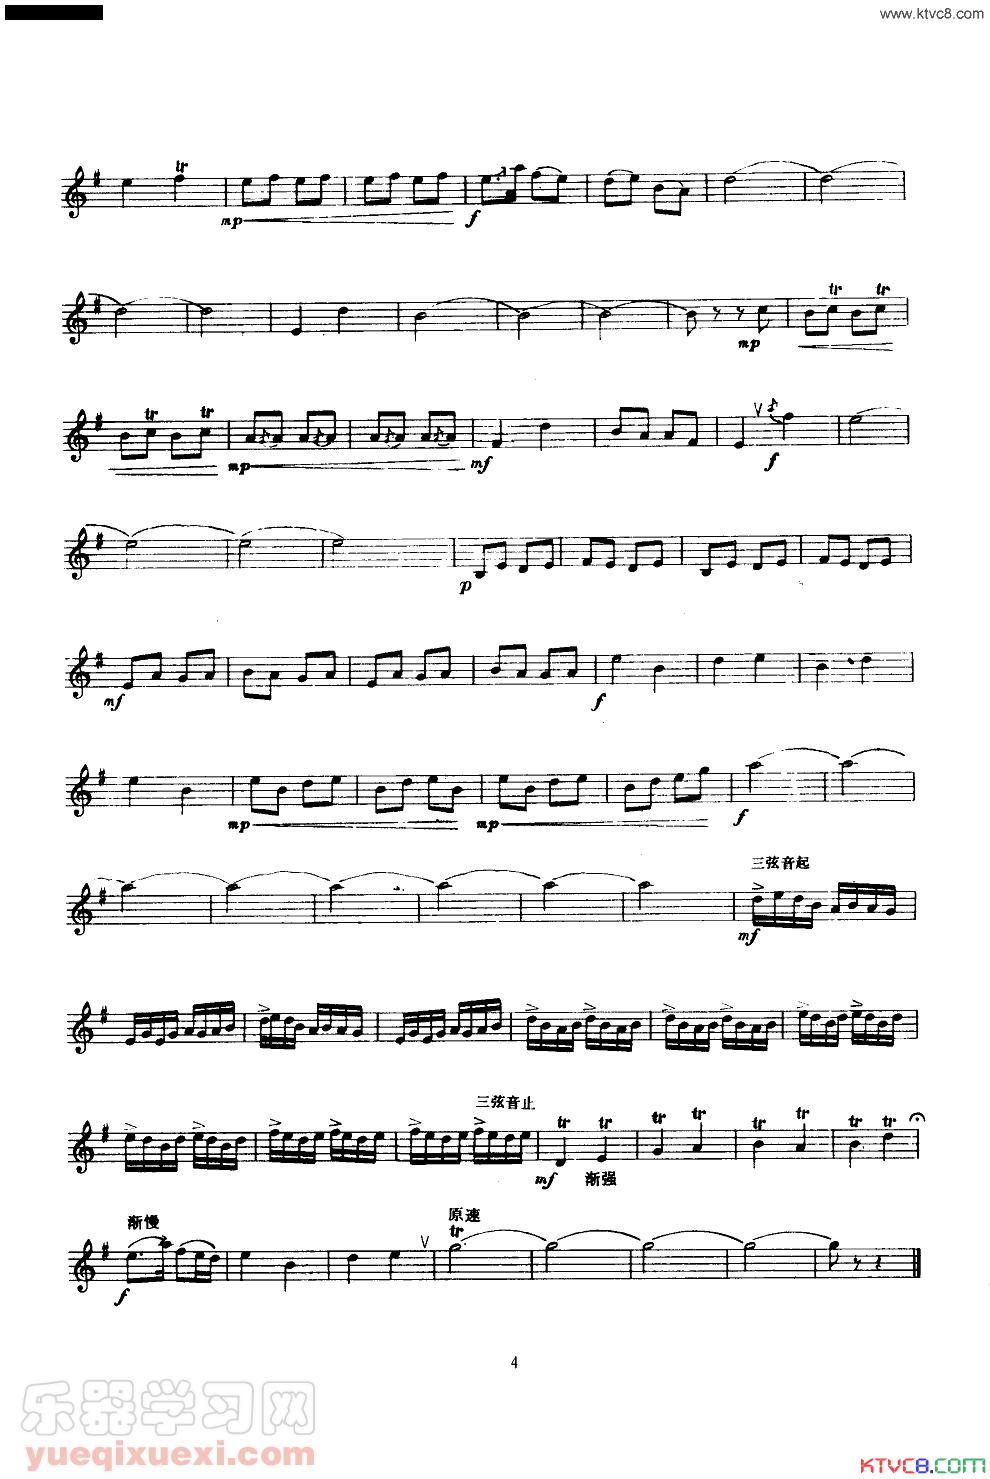 www.ktvc8.com
tr
mp f
tr tr
mp
tr tr
mp mf f
p
mf f
mp mp f
三弦音起
mf
三弦音止
tr tr tr tr tr tr tr tr
mf 渐强
渐慢 原速
tr
f
4
乐器学习网
yueqixuexi.com
KTVC8.COM